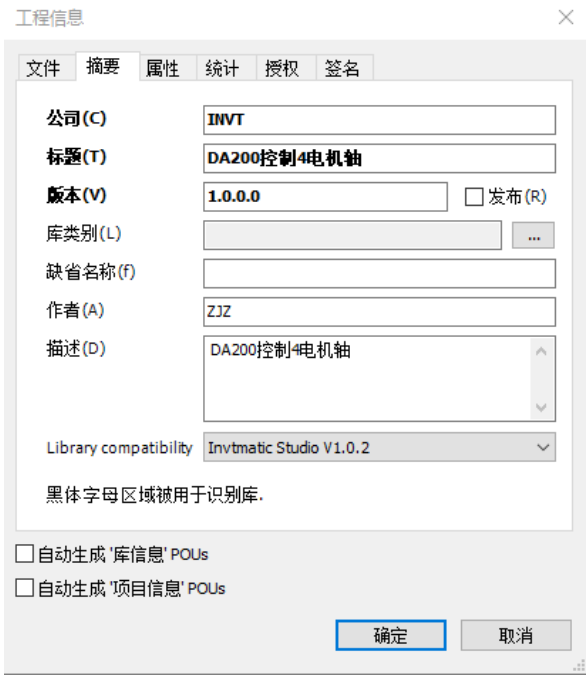 工程信息
文件 摘要 属性 统计 授权 签名
公司(C) INVT
标题(T) DA200控制4电机轴
版本(V) 1.0.0.0 发布(R)
库类别(L) ...
缺省名称(f)
作者(A) ZJZ
描述(D) DA200控制4电机轴
Library compatibility Invtmatic Studio V1.0.2
黑体字母区域被用于识别库.
自动生成'库信息' POUs
自动生成'项目信息' POUs
确定 取消